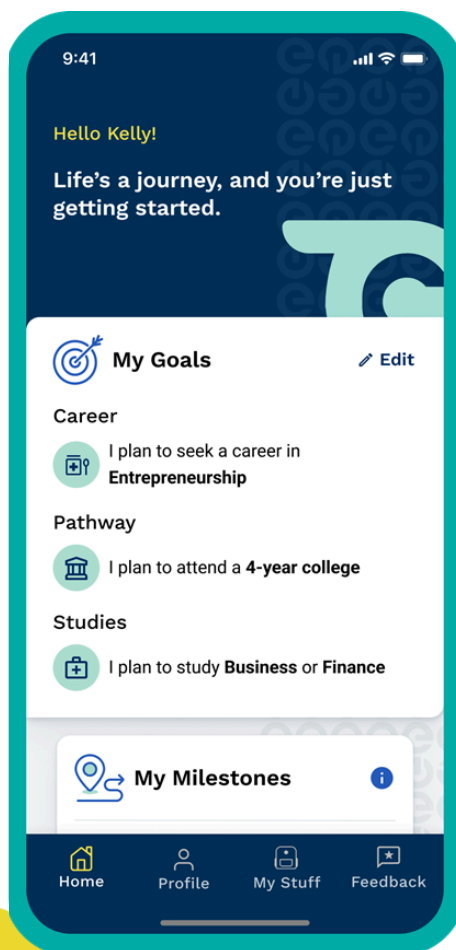 9:41
Hello Kelly!
Life's a journey, and you're just
getting started.
My Goals
Edit
Career
I plan to seek a career in
Entrepreneurship
Pathway
I plan to attend a 4-year college
Studies
I plan to study Business or Finance
My Milestones
Home
Profile
My Stuff
Feedback